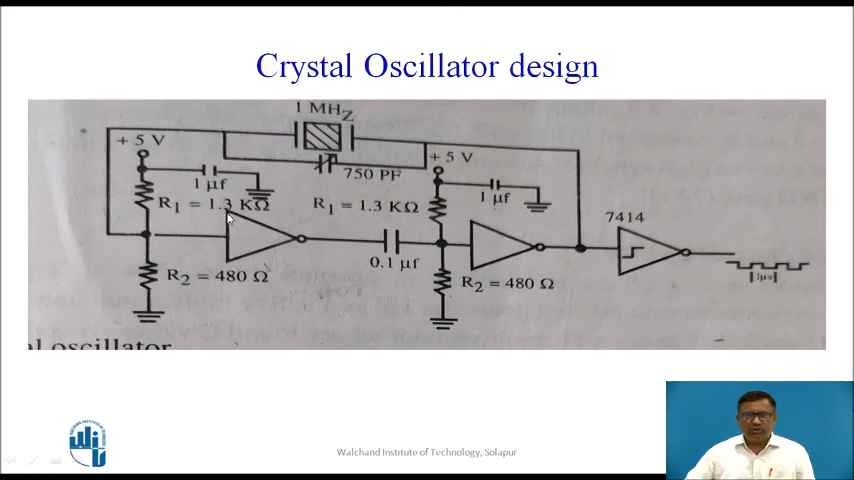 Crystal Oscillator design
1 MHZ
+ 5 V
+ 5 V
750 PF
1 µf
1 µf
R1 = 1.3 KΩ
R1 = 1.3 KΩ
7414
0.1 µf
R2 = 480 Ω
R2 = 480 Ω
al oscillator
Walchand Institute of Technology, Solapur